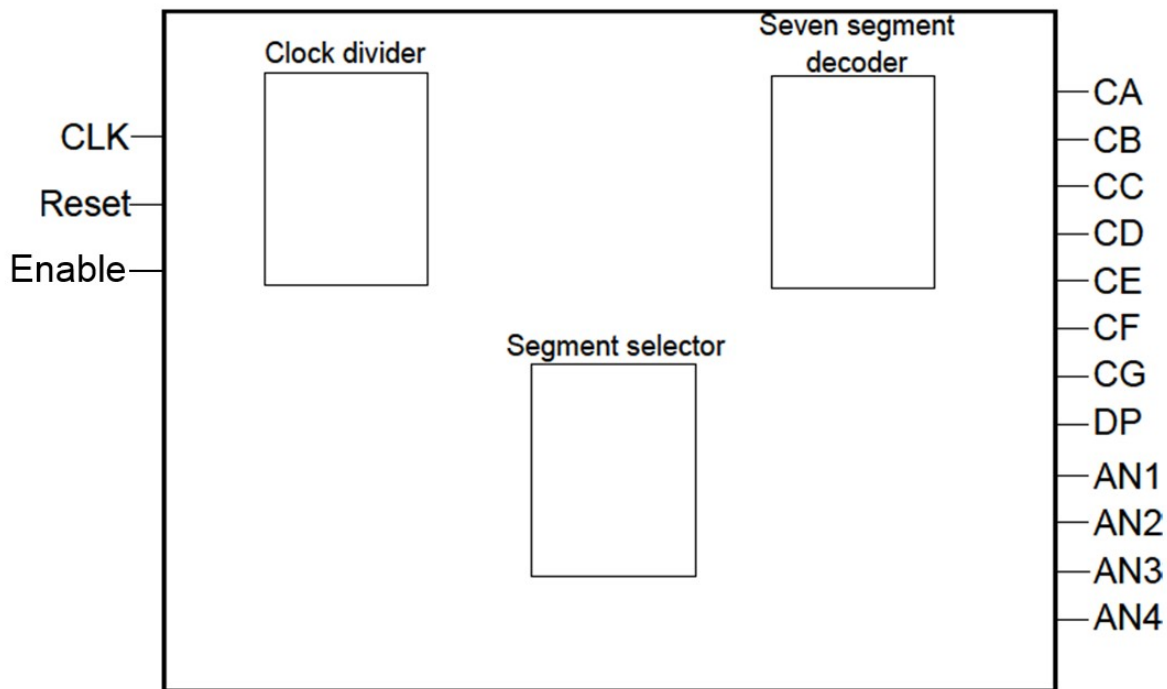 Clock divider
Seven segment
decoder
CLK
Reset
Enable
Segment selector
CA
CB
CC
CD
CE
CF
CG
DP
AN1
AN2
AN3
AN4